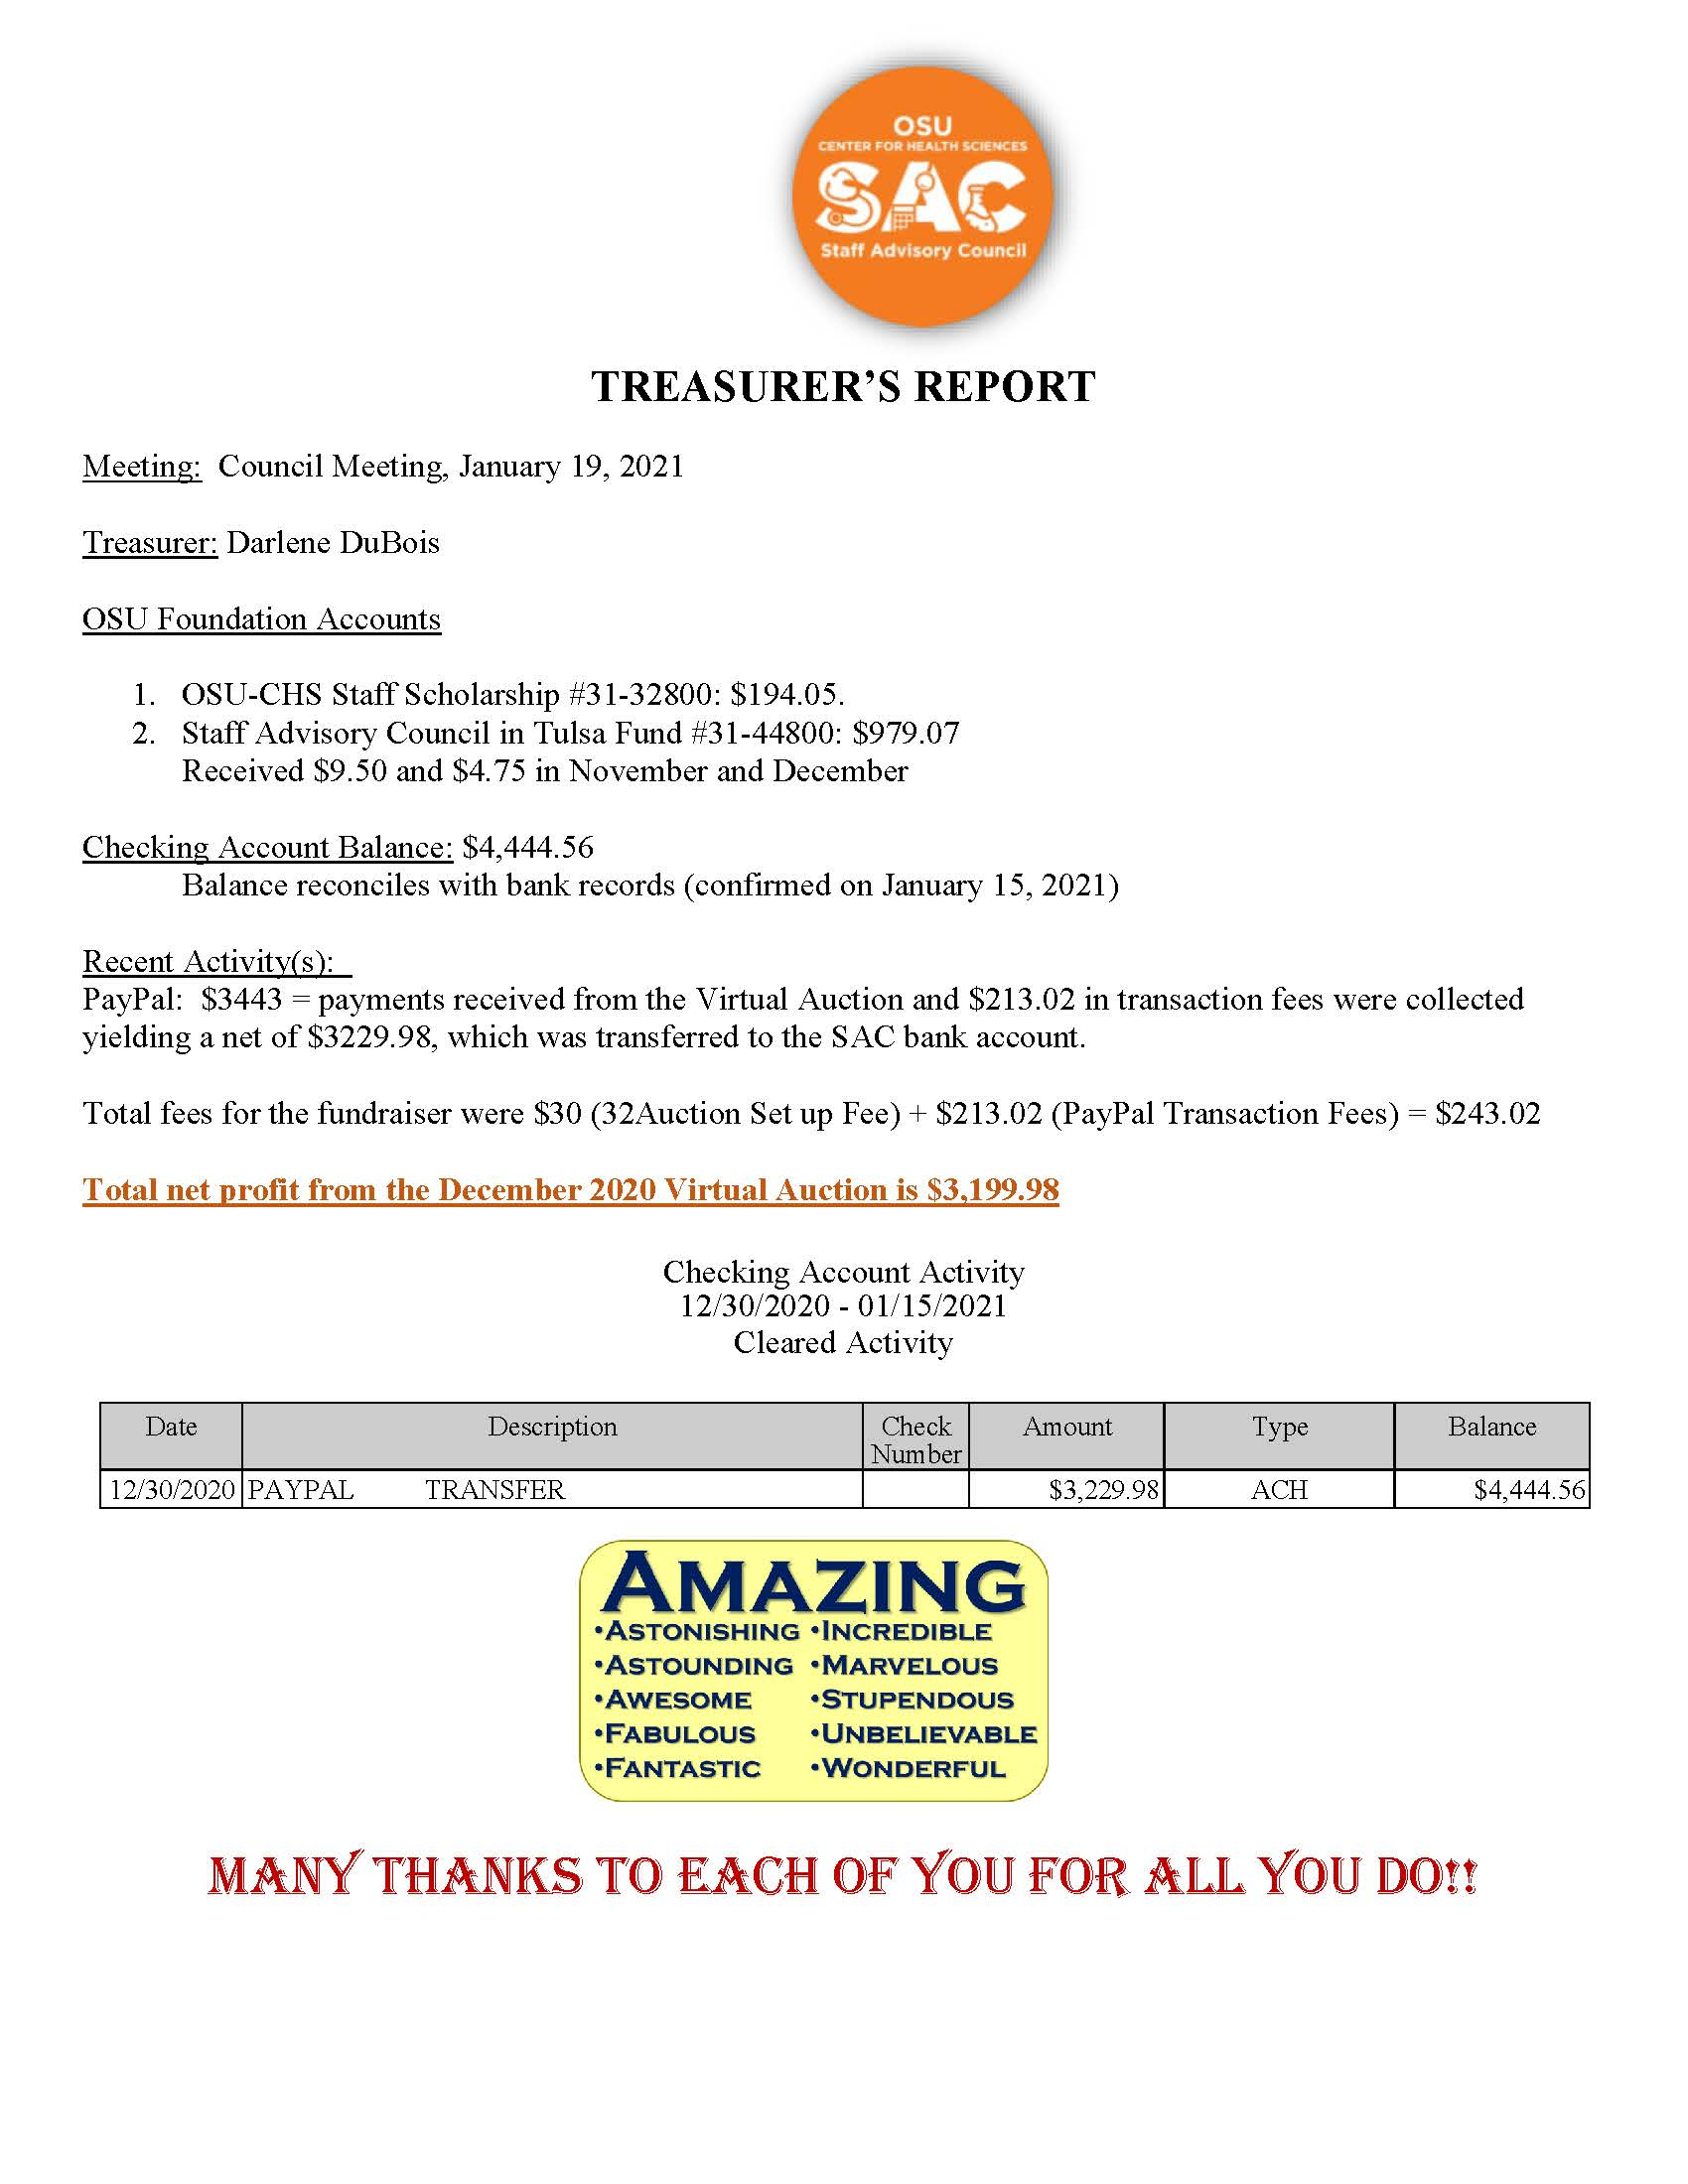 OSU
CENTER FOR HEALTH SCIENCES
SAC
Staff Advisory Council
TREASURER’S REPORT
Meeting:  Council Meeting, January 19, 2021
Treasurer: Darlene DuBois
OSU Foundation Accounts
1. OSU-CHS Staff Scholarship #31-32800: $194.05.
2. Staff Advisory Council in Tulsa Fund #31-44800: $979.07
Received $9.50 and $4.75 in November and December
Checking Account Balance: $4,444.56
Balance reconciles with bank records (confirmed on January 15, 2021)
Recent Activity(s):
PayPal:  $3443 = payments received from the Virtual Auction and $213.02 in transaction fees were collected
yielding a net of $3229.98, which was transferred to the SAC bank account.
Total fees for the fundraiser were $30 (32Auction Set up Fee) + $213.02 (PayPal Transaction Fees) = $243.02
Total net profit from the December 2020 Virtual Auction is $3,199.98
Checking Account Activity
12/30/2020 - 01/15/2021
Cleared Activity
Date Description Check Number Amount Type Balance
12/30/2020 PAYPAL TRANSFER $3,229.98 ACH $4,444.56
AMAZING
•ASTONISHING •INCREDIBLE
•ASTOUNDING •MARVELOUS
•AWESOME •STUPENDOUS
•FABULOUS •UNBELIEVABLE
•FANTASTIC •WONDERFUL
MANY THANKS TO EACH OF YOU FOR ALL YOU DO!!